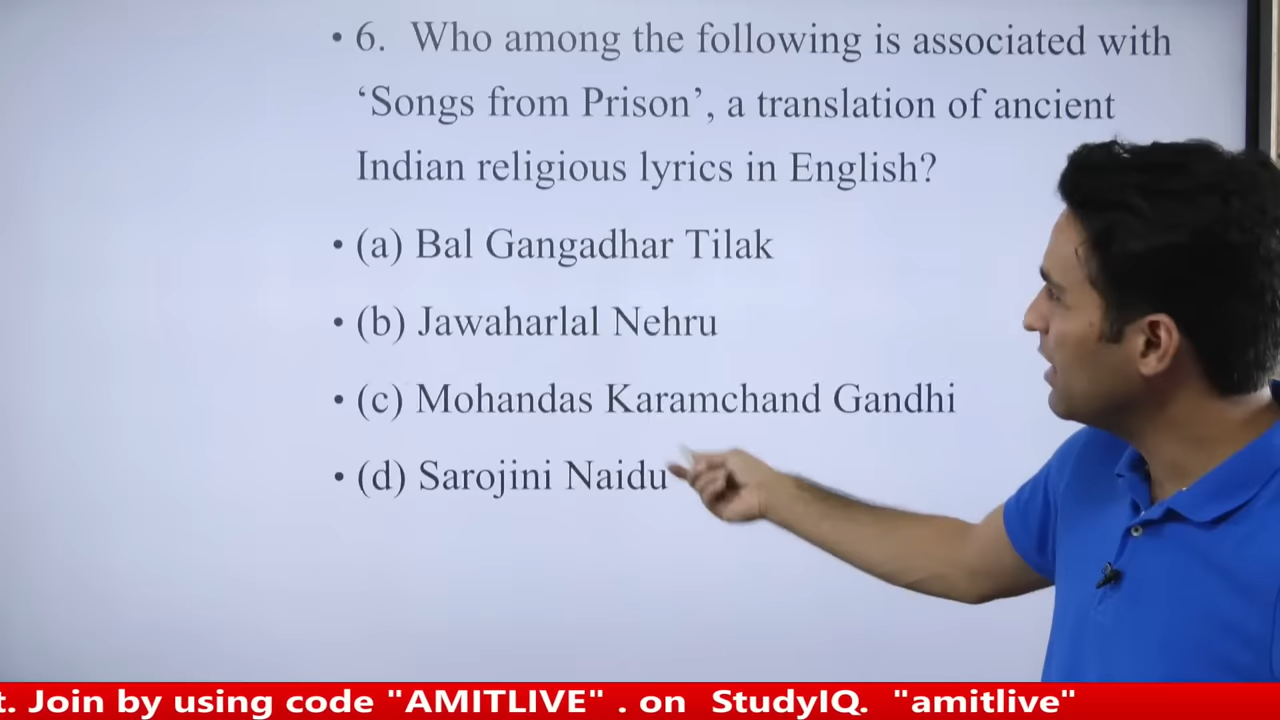 • 6. Who among the following is associated with
‘Songs from Prison’, a translation of ancient
Indian religious lyrics in English?
• (a) Bal Gangadhar Tilak
• (b) Jawaharlal Nehru
• (c) Mohandas Karamchand Gandhi
• (d) Sarojini Naidu
t. Join by using code "AMITLIVE" . on StudyIQ. "amitlive"